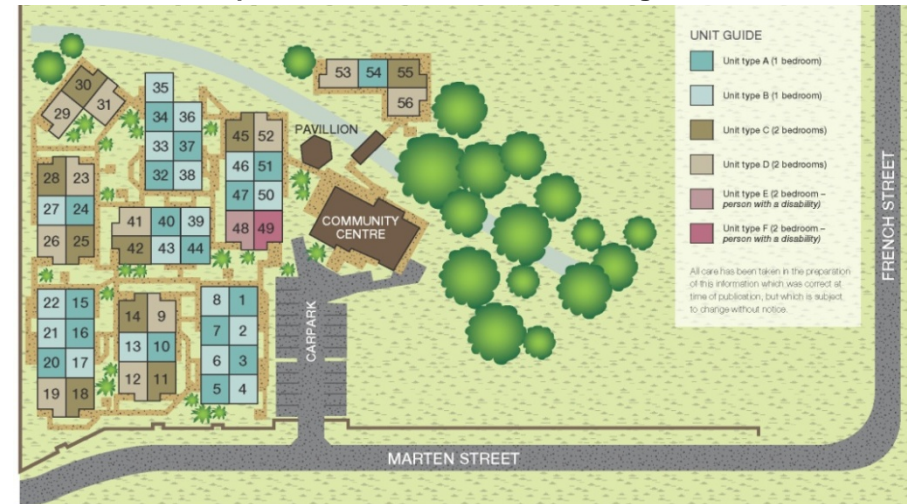 30
29 31
35
34 36
33 37
32 38
45 52
46 51
47 50
48 49
28 23
27 24
26 25
41 40 39
42 43 44
22 15
21 16
20 17
19 18
14 9
13 10
12 11
8 1
7 2
6 3
5 4
53 54 55
56
PAVILLION
COMMUNITY
CENTRE
CARPARK
MARTEN STREET
FRENCH STREET
UNIT GUIDE
Unit type A (1 bedroom)
Unit type B (1 bedroom)
Unit type C (2 bedrooms)
Unit type D (2 bedrooms)
Unit type E (2 bedroom –
person with a disability)
Unit type F (2 bedroom –
person with a disability)
All care has been taken in the preparation
of this information which was correct at
time of publication, but which is subject
to change without notice.